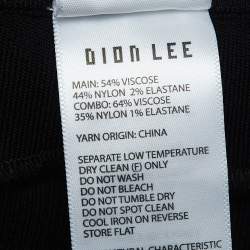 DION LEE
MAIN: 54% VISCOSE
44% NYLON 2% ELASTANE
COMBO: 64% VISCOSE
35% NYLON 1% ELASTANE
YARN ORIGIN: CHINA
SEPARATE LOW TEMPERATURE
DRY CLEAN (F) ONLY
DO NOT WASH
DO NOT BLEACH
DO NOT TUMBLE DRY
DO NOT SPOT CLEAN
COOL IRON ON REVERSE
STORE FLAT
NATURAL CHARACTERISTIC